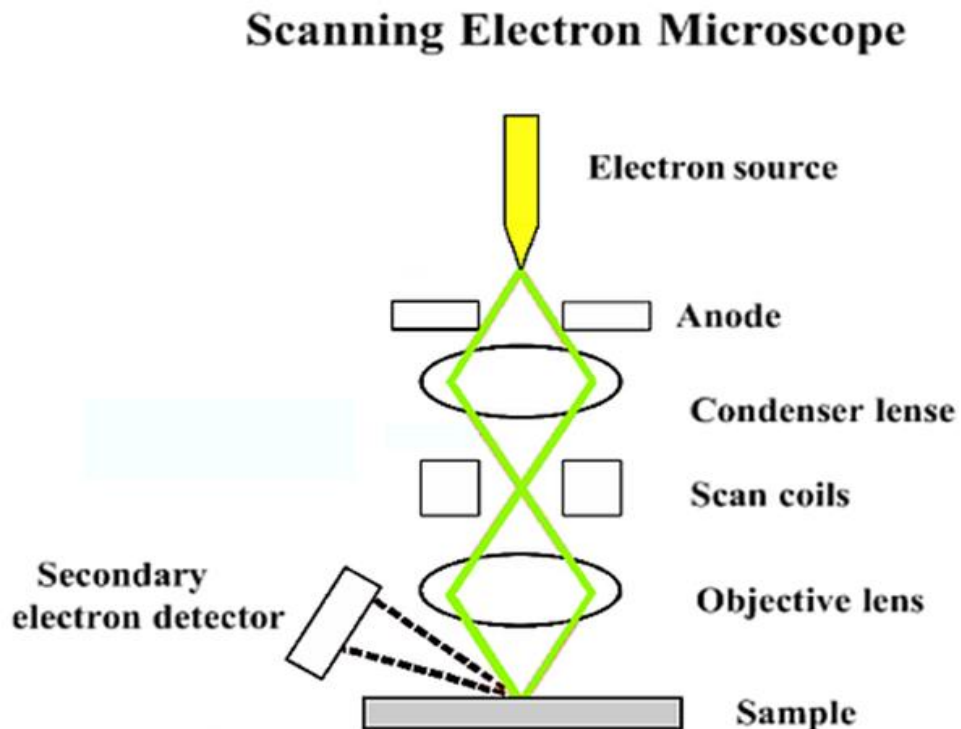 Scanning Electron Microscope
Electron source
Anode
Condenser lense
Scan coils
Secondary
electron detector
Objective lens
Sample